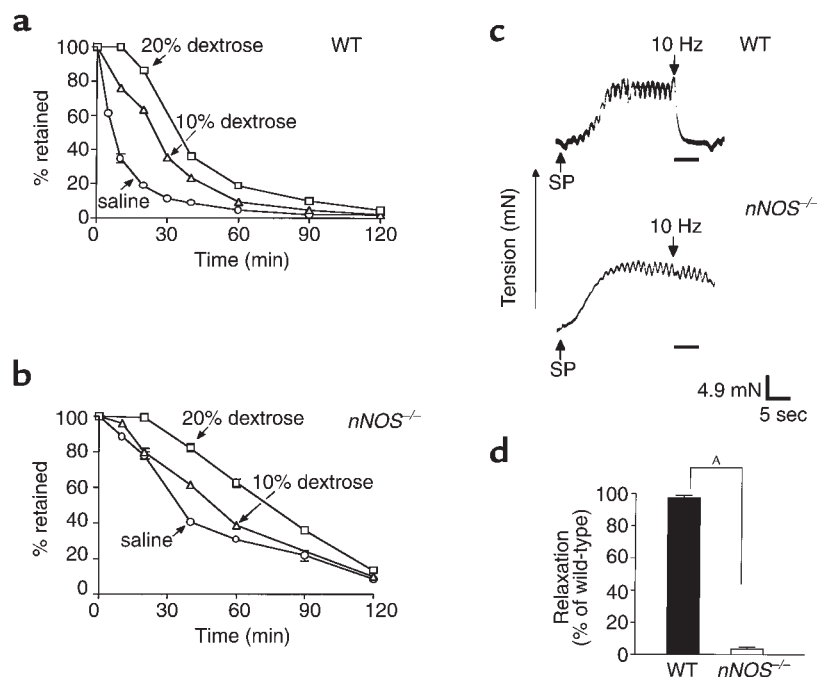 a
WT
20% dextrose
10% dextrose
saline
% retained
100
80
60
40
20
0
0 30 60 90 120
Time (min)
b
nNOS–/–
20% dextrose
10% dextrose
saline
% retained
100
80
60
40
20
0
0 30 60 90 120
Time (min)
c
10 Hz
WT
SP
nNOS–/–
10 Hz
SP
Tension (mN)
4.9 mN
5 sec
d
A
Relaxation
(% of wild-type)
100
80
60
40
20
0
WT nNOS–/–